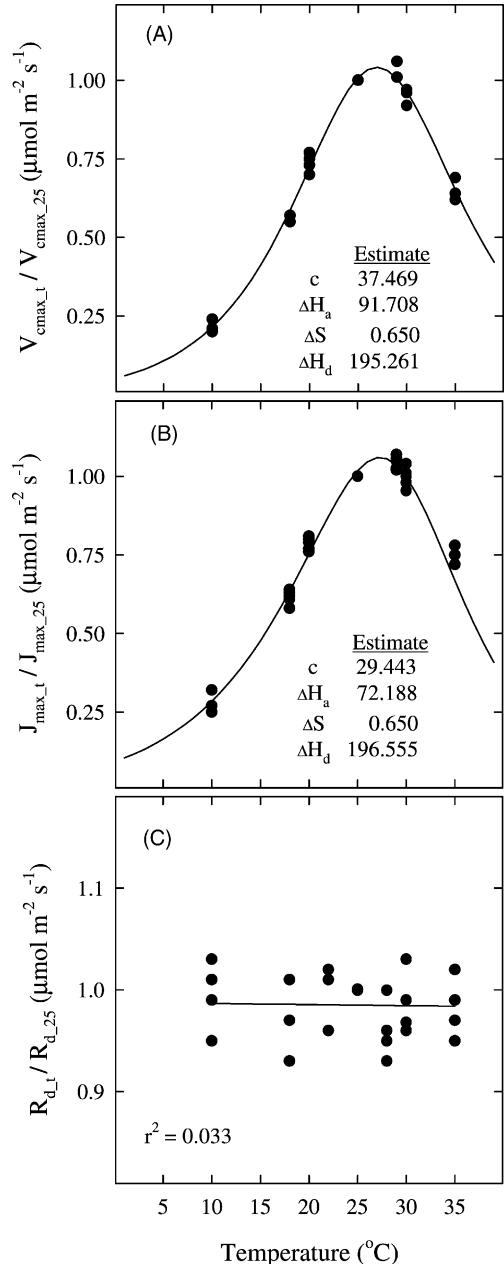 (A)
1.00
0.75
0.50
0.25
V_cmax_t / V_cmax_25 (μmol m⁻² s⁻¹)
Estimate
c 37.469
ΔH_a 91.708
ΔS 0.650
ΔH_d 195.261
(B)
1.00
0.75
0.50
0.25
J_max_t / J_max_25 (μmol m⁻² s⁻¹)
Estimate
c 29.443
ΔH_a 72.188
ΔS 0.650
ΔH_d 196.555
(C)
1.1
1.0
0.9
R_d_t / R_d_25 (μmol m⁻² s⁻¹)
r² = 0.033
5 10 15 20 25 30 35
Temperature (°C)